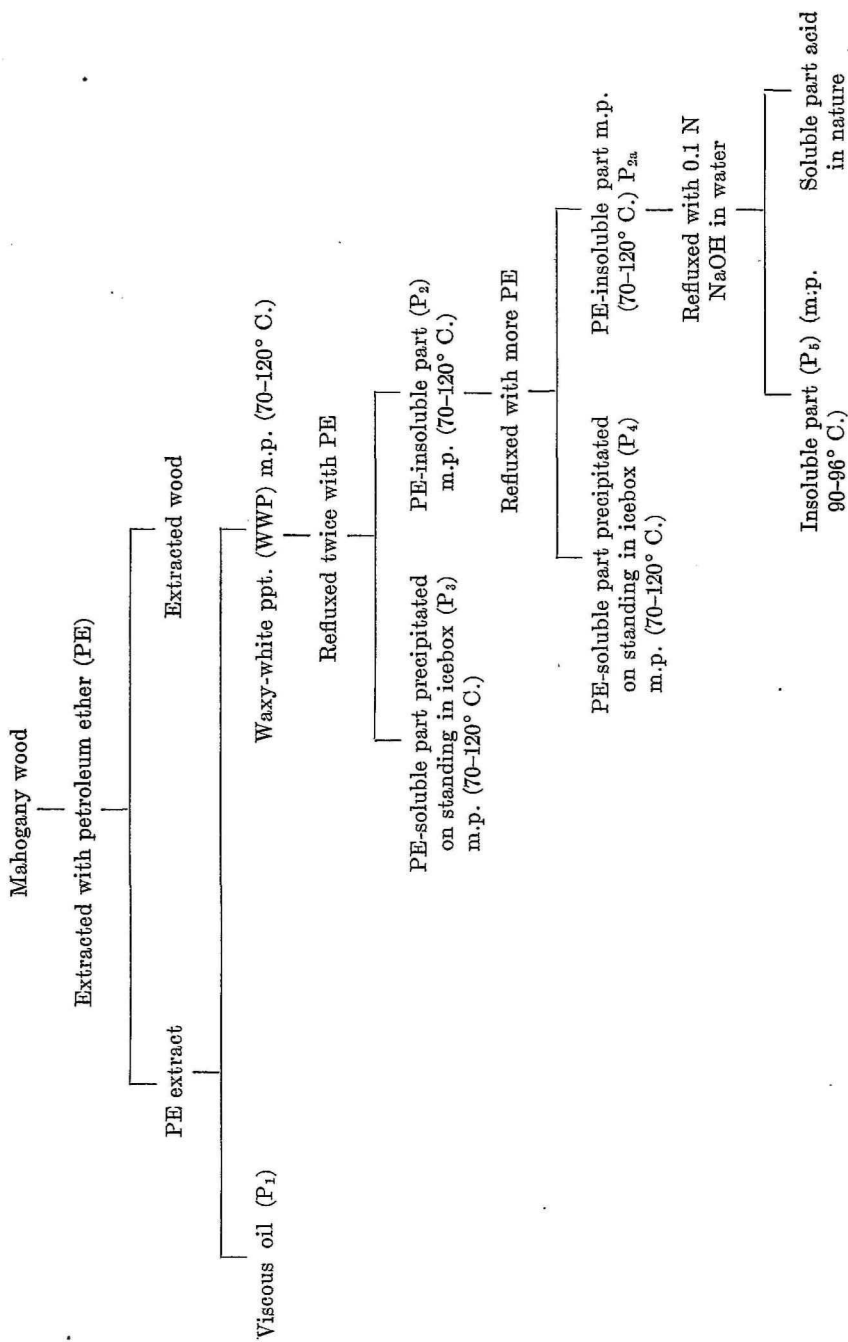 Mahogany wood
Extracted with petroleum ether (PE)
PE extract
Extracted wood
Viscous oil (P₁)
Waxy-white ppt. (WWP) m.p. (70–120° C.)
Refluxed twice with PE
PE-soluble part precipitated
on standing in icebox (P₃)
m.p. (70–120° C.)
PE-insoluble part (P₂)
m.p. (70–120° C.)
Refluxed with more PE
PE-soluble part precipitated
on standing in icebox (P₄)
m.p. (70–120° C.)
PE-insoluble part m.p.
(70–120° C.) P₂ₐ
Refluxed with 0.1 N
NaOH in water
Insoluble part (P₅) (m:p.
90–96° C.)
Soluble part acid
in nature